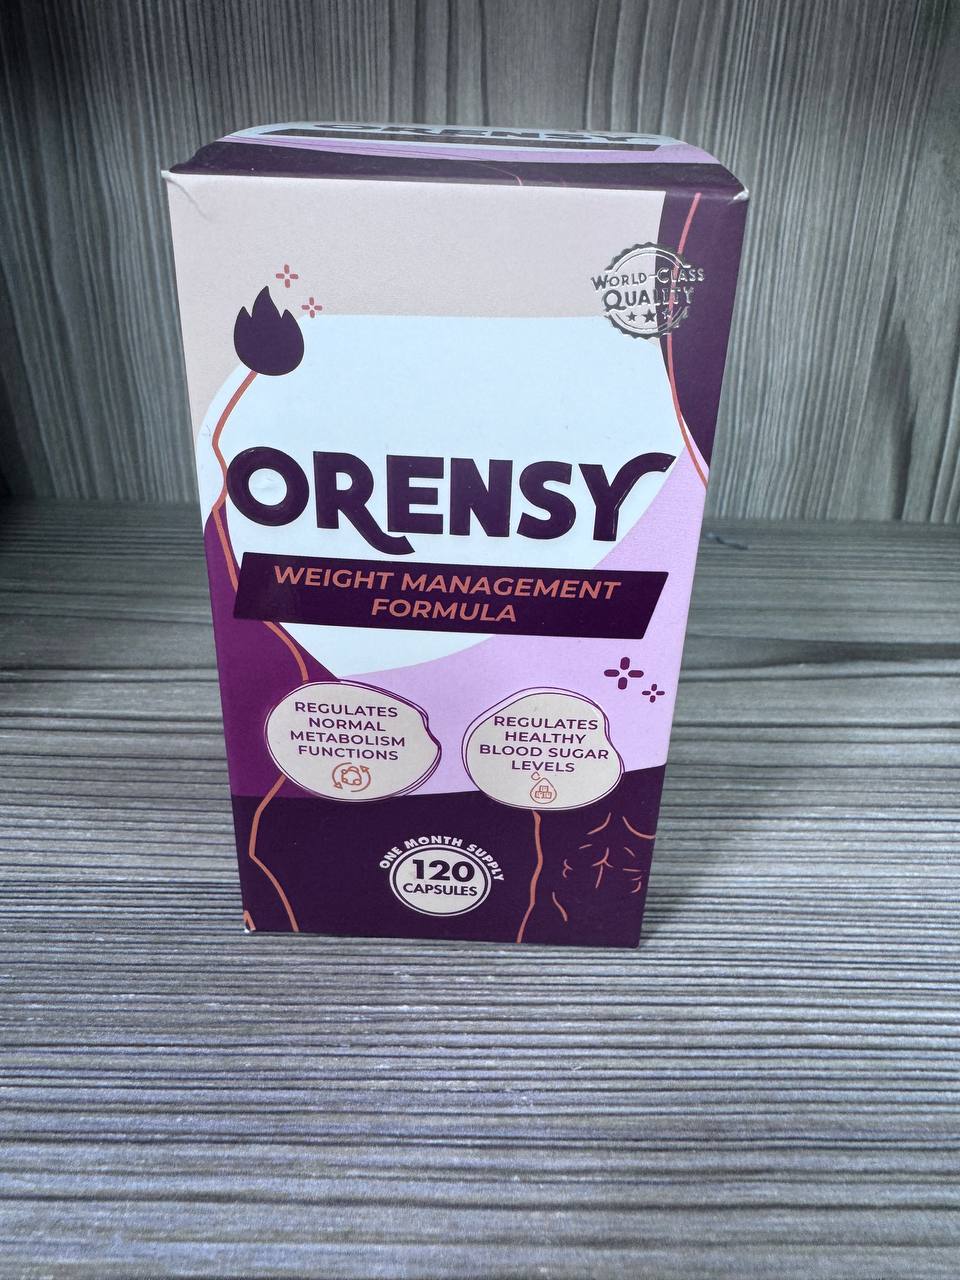 ORENSY
WORLD-CLASS
QUALITY
ORENSY
WEIGHT MANAGEMENT
FORMULA
REGULATES
NORMAL
METABOLISM
FUNCTIONS
REGULATES
HEALTHY
BLOOD SUGAR
LEVELS
ONE MONTH SUPPLY
120
CAPSULES